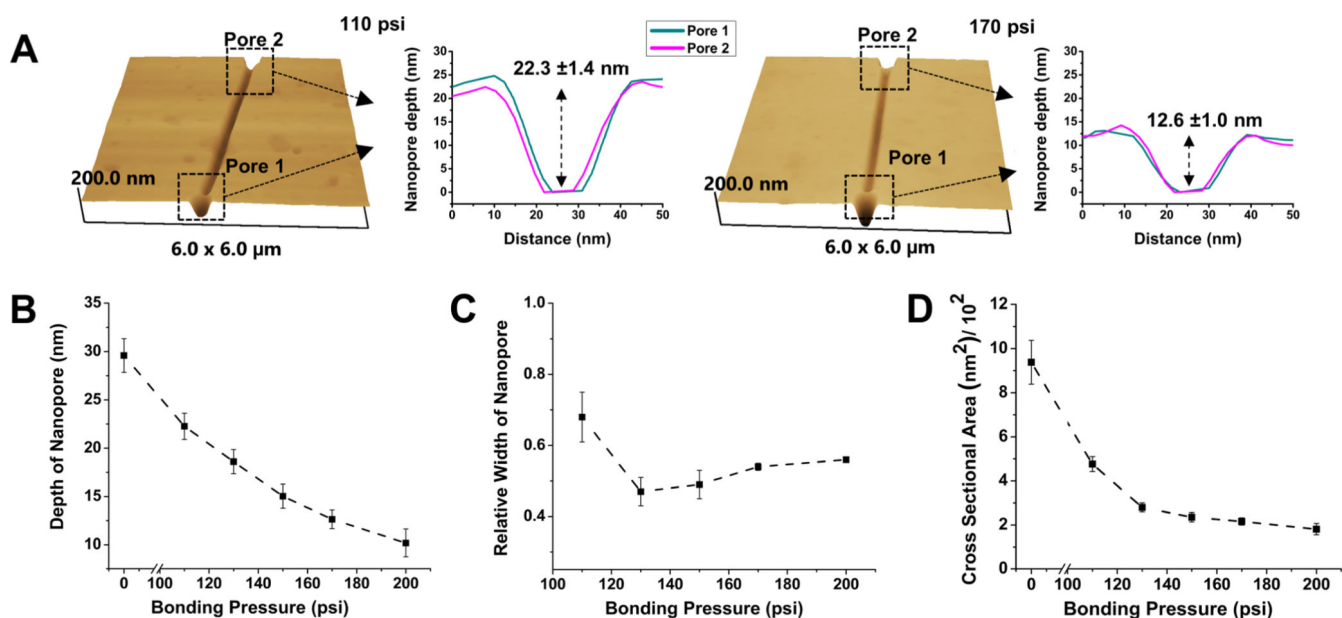 A
110 psi
Pore 2
Pore 1
200.0 nm
6.0 x 6.0 µm
Nanopore depth (nm)
30
25
20
15
10
5
0
22.3 ±1.4 nm
0 10 20 30 40 50
Distance (nm)
Pore 1
Pore 2
170 psi
Pore 2
Pore 1
200.0 nm
6.0 x 6.0 µm
Nanopore depth (nm)
30
25
20
15
10
5
0
12.6 ±1.0 nm
0 10 20 30 40 50
Distance (nm)
B
Depth of Nanopore (nm)
35
30
25
20
15
10
0 100 120 140 160 180 200
Bonding Pressure (psi)
C
Relative Width of Nanopore
1.0
0.8
0.6
0.4
100 120 140 160 180 200
Bonding Pressure (psi)
D
Cross Sectional Area (nm²)/ 10²
12
10
8
6
4
2
0
0 100 120 140 160 180 200
Bonding Pressure (psi)